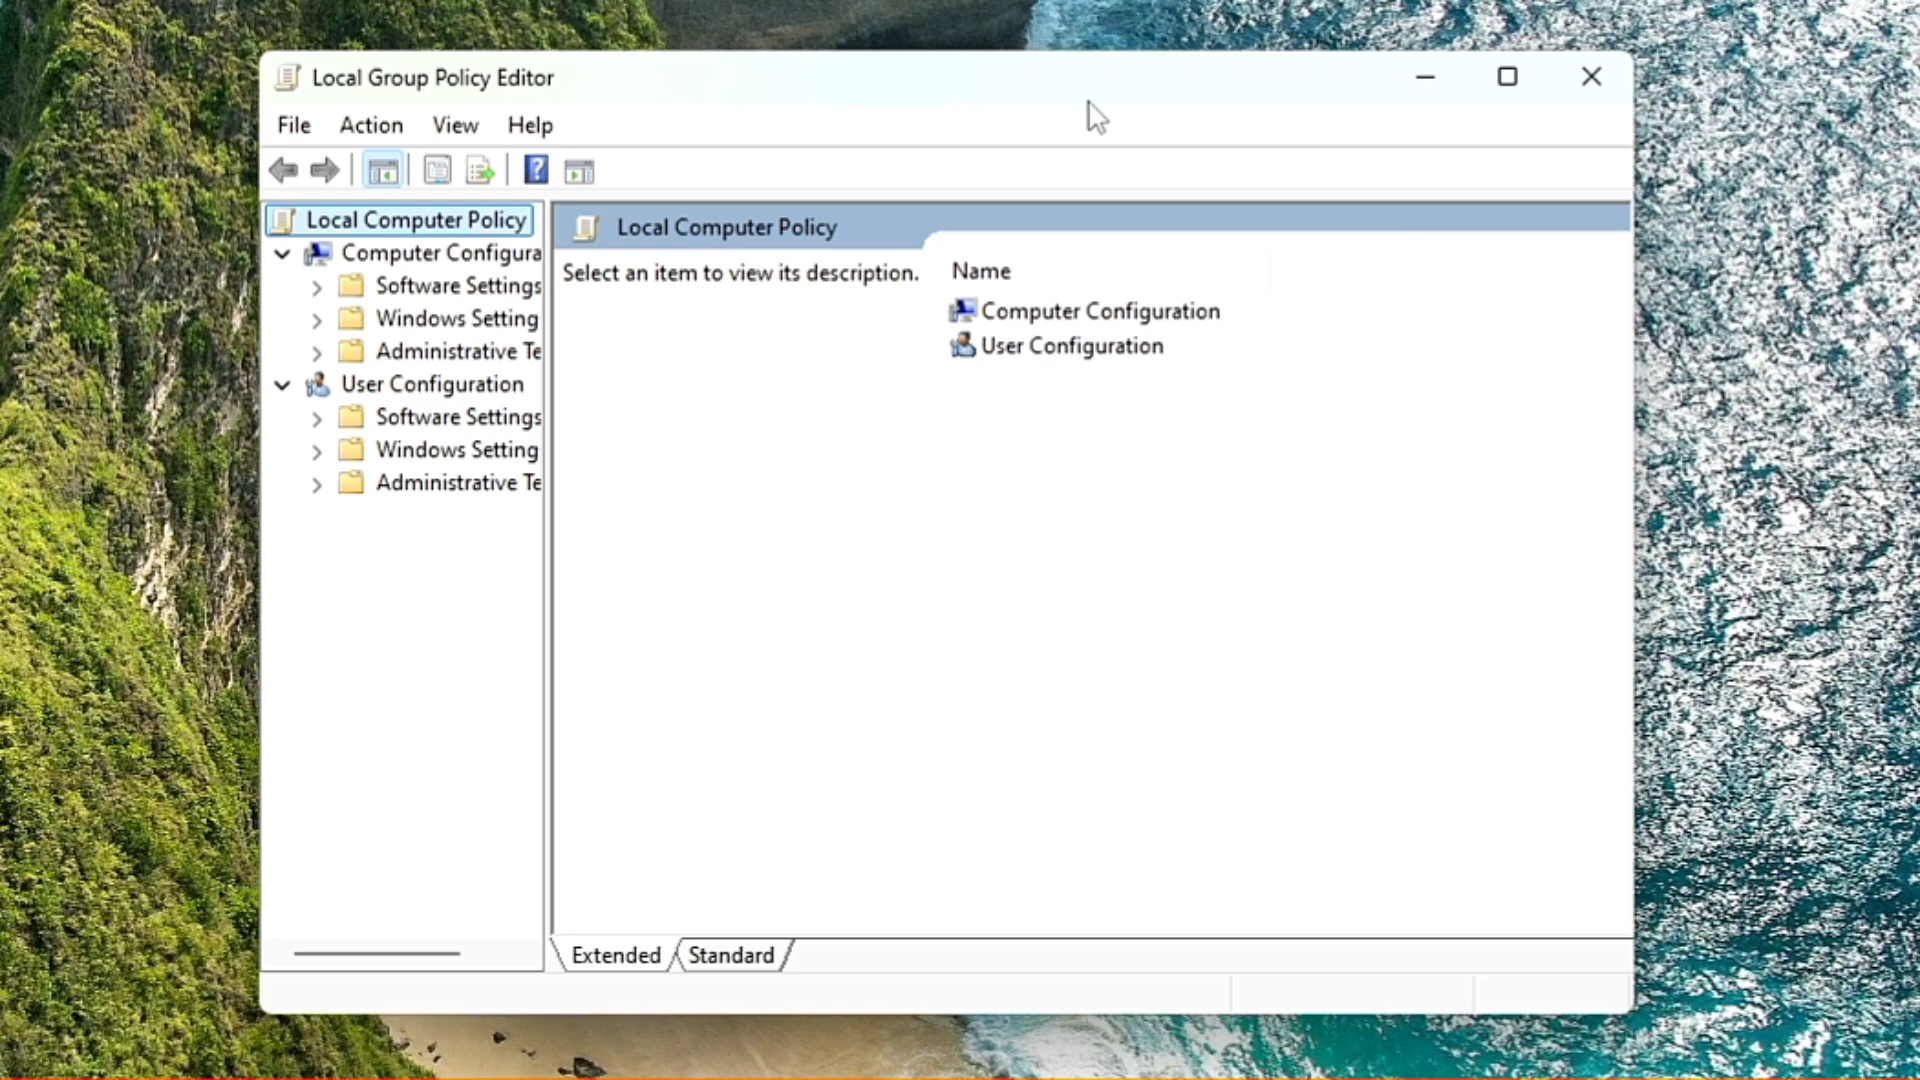 Local Group Policy Editor
File Action View Help
?
Local Computer Policy
Computer Configura
Software Settings
Windows Setting
Administrative Te
User Configuration
Software Settings
Windows Setting
Administrative Te
Local Computer Policy
Select an item to view its description.
Name
Computer Configuration
User Configuration
Extended Standard